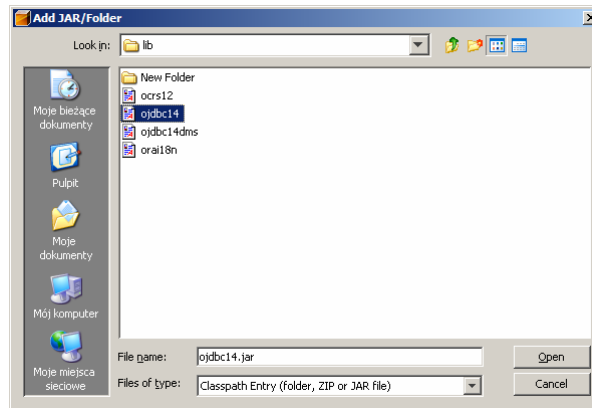 Add JAR/Folder
Look in:
lib
Moje bieżące
dokumenty
Pulpit
Moje
dokumenty
Mój komputer
Moje miejsca
sieciowe
New Folder
ocrs12
ojdbc14
ojdbc14dms
orai18n
File name:
ojdbc14.jar
Open
Files of type:
Classpath Entry (folder, ZIP or JAR file)
Cancel